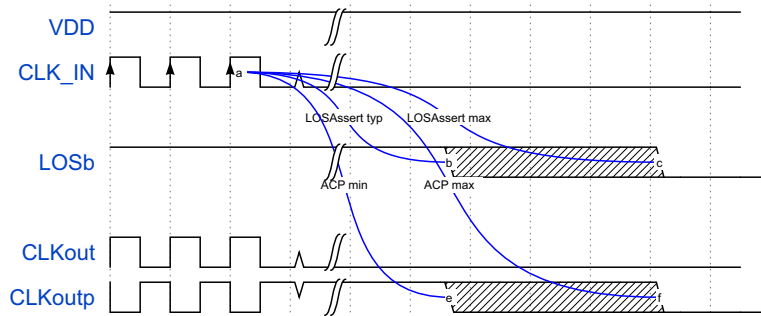 VDD
CLK_IN
a
LOSAssert typ
LOSAssert max
LOSb
b
c
ACP min
ACP max
CLKout
CLKoutp
e
f